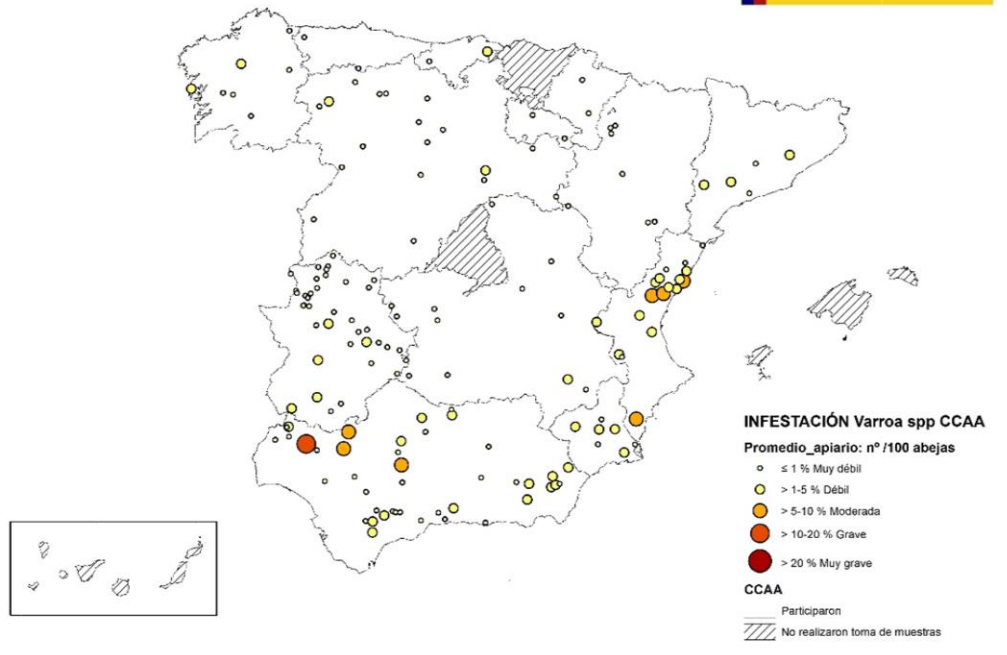 INFESTACIÓN Varroa spp CCAA
Promedio_apiario: nº /100 abejas
≤ 1 % Muy débil
> 1-5 % Débil
> 5-10 % Moderada
> 10-20 % Grave
> 20 % Muy grave
CCAA
Participaron
No realizaron toma de muestras